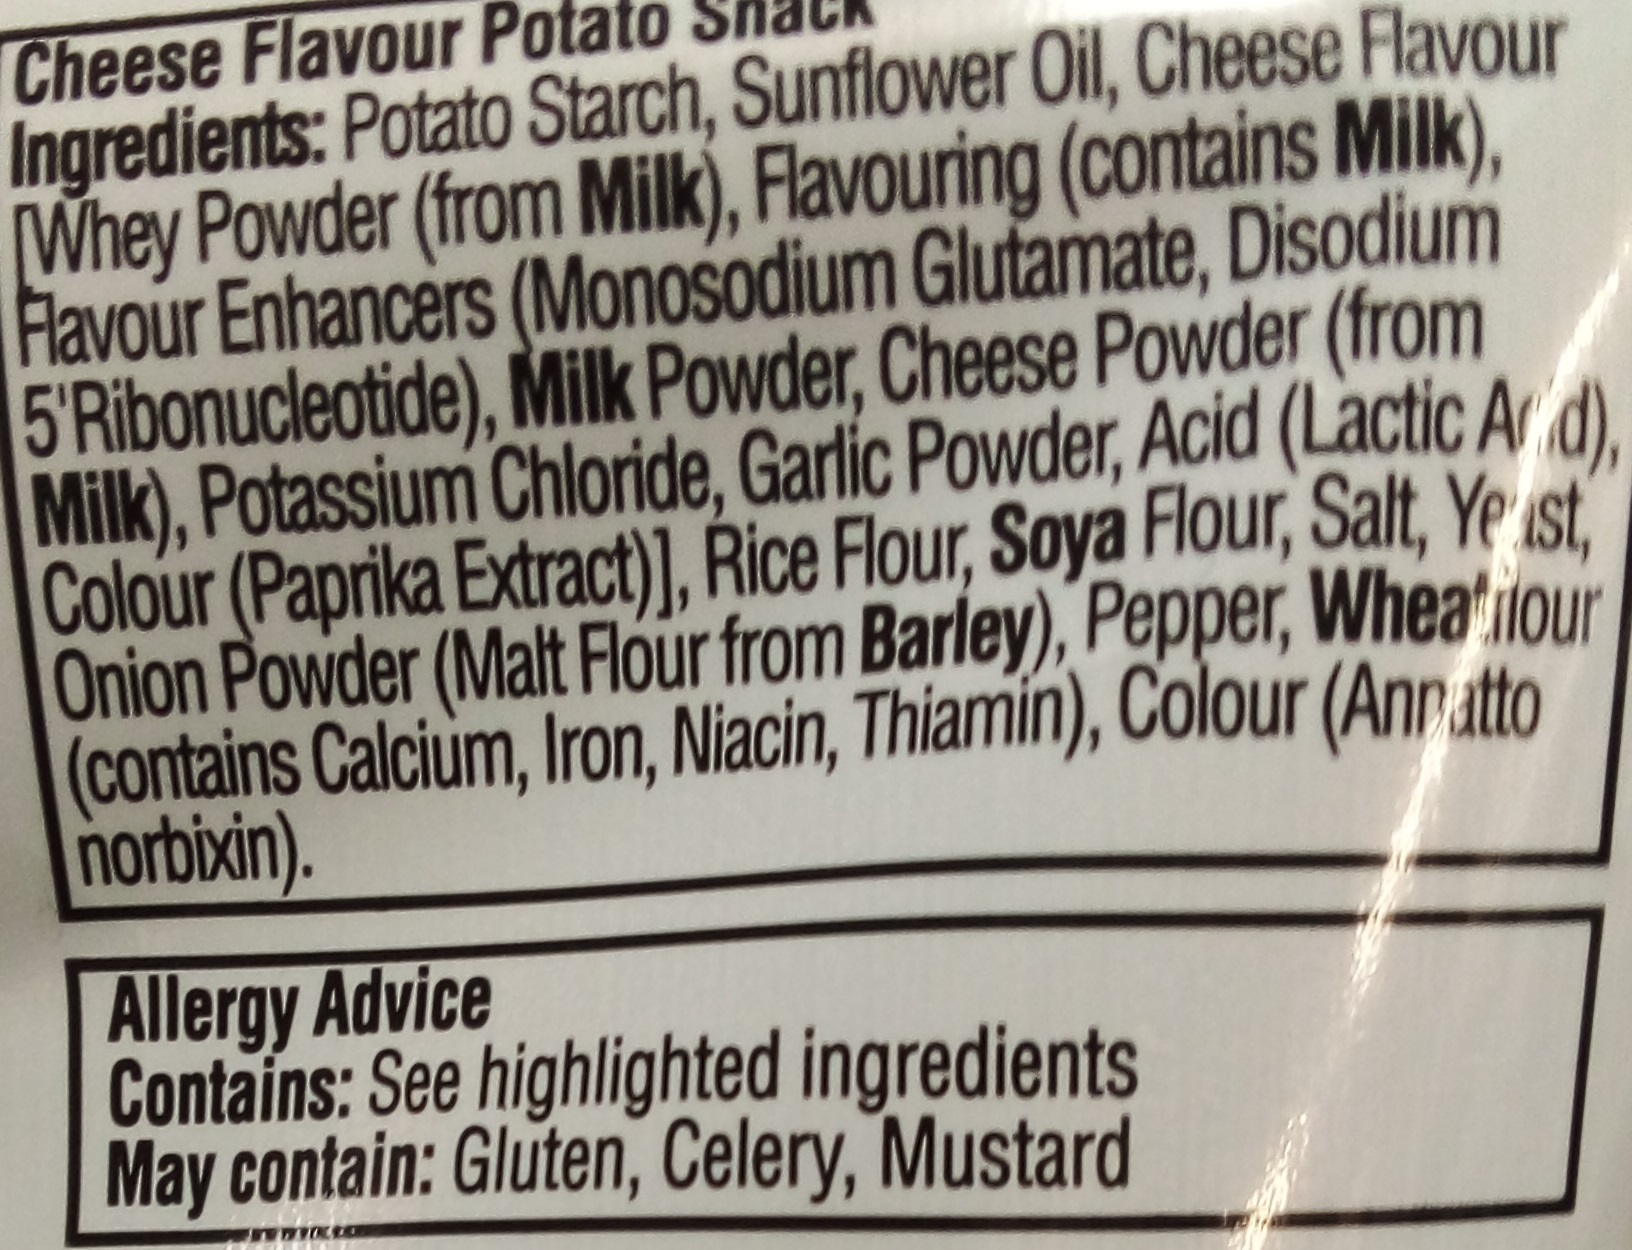 Cheese Flavour Potato Snack
Ingredients: Potato Starch, Sunflower Oil, Cheese Flavour
[Whey Powder (from Milk), Flavouring (contains Milk),
Flavour Enhancers (Monosodium Glutamate, Disodium
5'Ribonucleotide), Milk Powder, Cheese Powder (from
Milk), Potassium Chloride, Garlic Powder, Acid (Lactic Acid),
Colour (Paprika Extract)], Rice Flour, Soya Flour, Salt, Yeast,
Onion Powder (Malt Flour from Barley), Pepper, Wheatflour
(contains Calcium, Iron, Niacin, Thiamin), Colour (Annatto
norbixin).
Allergy Advice
Contains: See highlighted ingredients
May contain: Gluten, Celery, Mustard